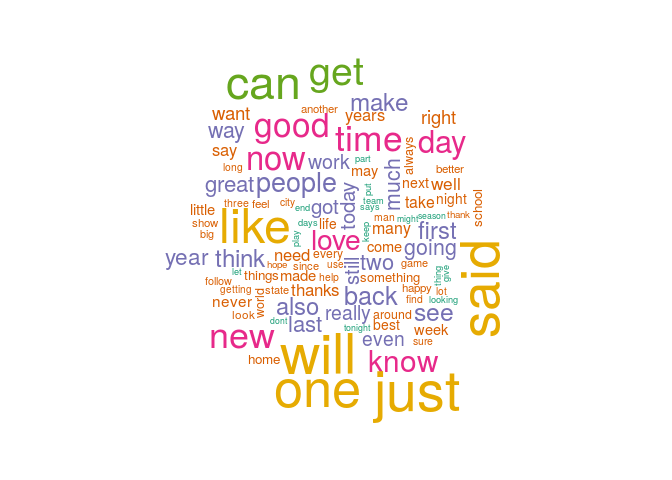 get
can
another
make
want
years
right
good
way
time
day
say
now
work
part
may
always
long
better
great
people
much
next
well
put
today
take
night
school
little
three
feel
city
end
got
team
says
man
might
season
thank
show
big
like
days
life
play
love
keep
many
first
come
going
year
think
need
every
still
two
said
let
hope
since
use
something
game
thing
give
follow
things
made
help
getting
state
thanks
back
happy
lot
find
looking
never
world
also
look
really
around
see
dont
last
tonight
best
week
new
even
sure
home
will
know
one
just